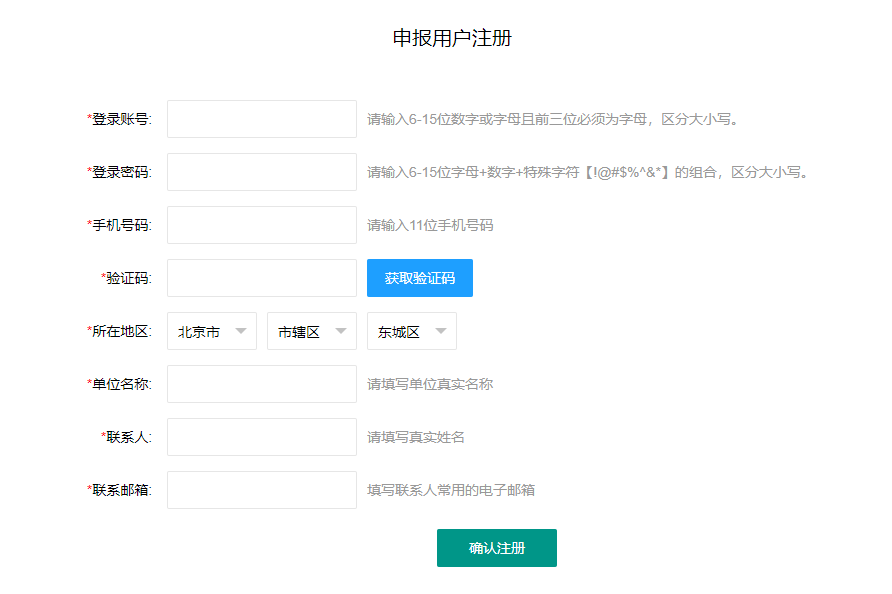 申报用户注册
*登录账号: 请输入6-15位数字或字母且前三位必须为字母，区分大小写。
*登录密码: 请输入6-15位字母+数字+特殊字符【!@#$%^&*】的组合，区分大小写。
*手机号码: 请输入11位手机号码
*验证码: 获取验证码
*所在地区: 北京市 市辖区 东城区
*单位名称: 请填写单位真实名称
*联系人: 请填写真实姓名
*联系邮箱: 填写联系人常用的电子邮箱
确认注册